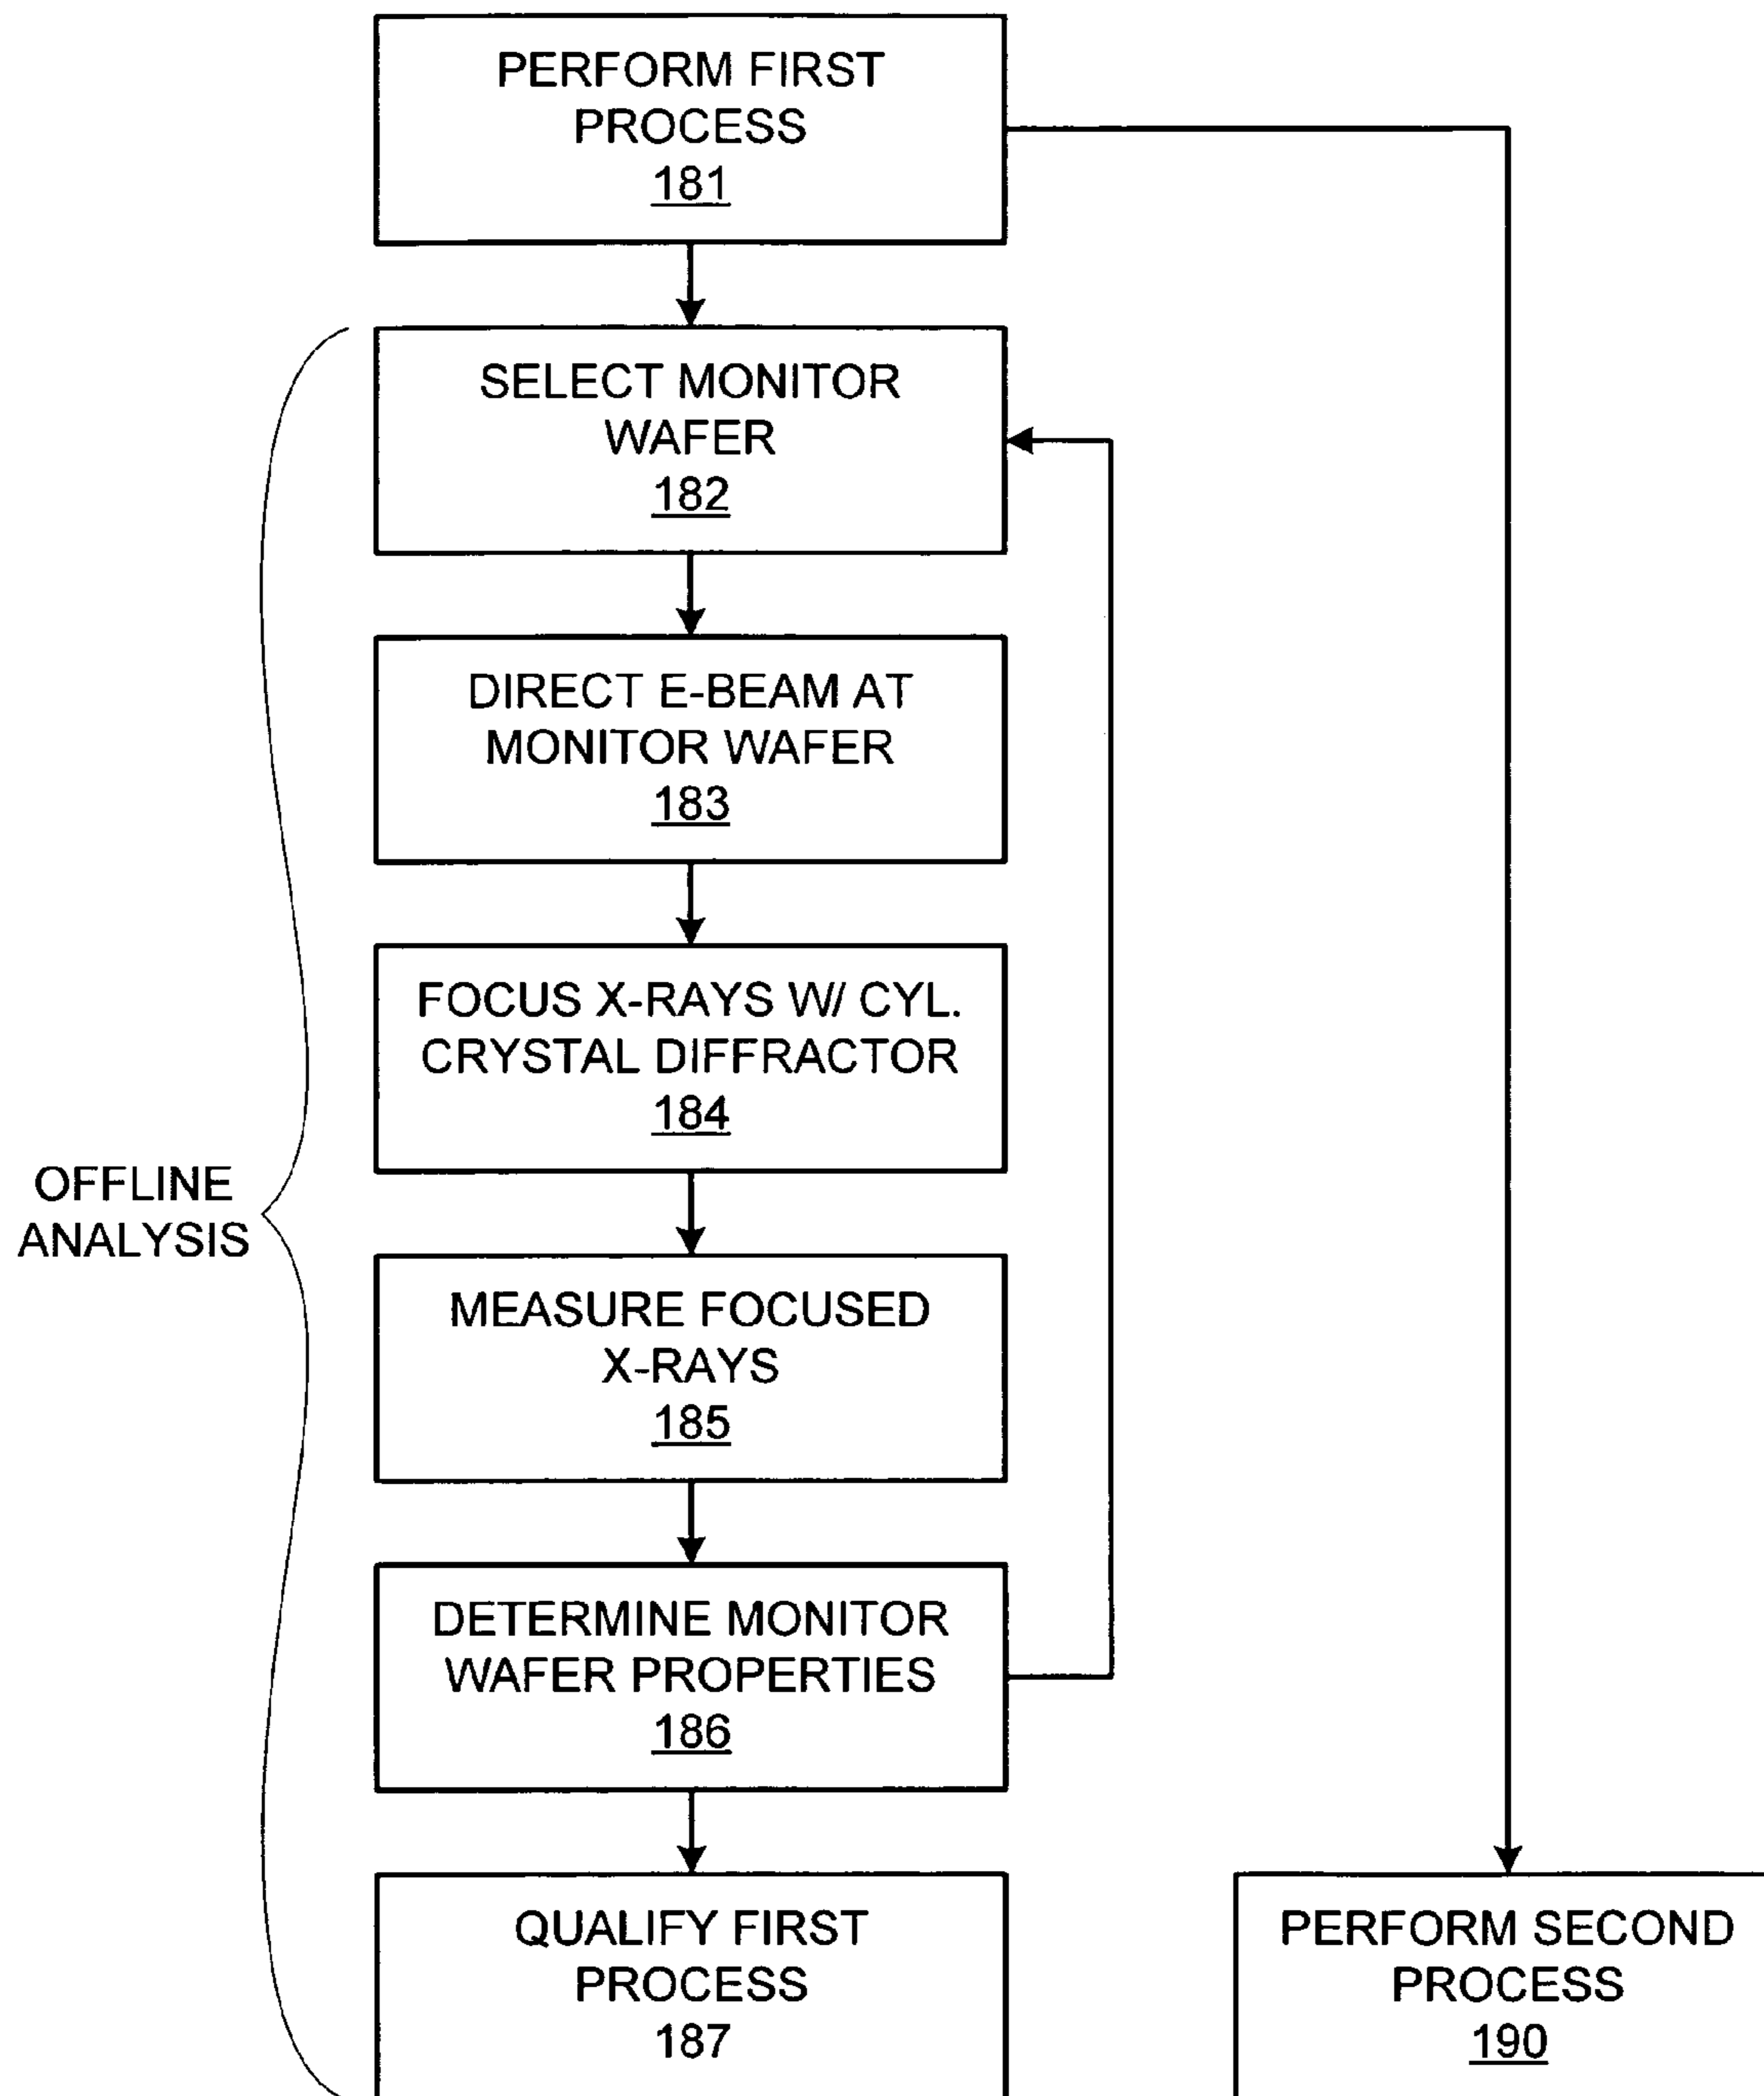 PERFORM FIRST
PROCESS
181
SELECT MONITOR
WAFER
182
DIRECT E-BEAM AT
MONITOR WAFER
183
FOCUS X-RAYS W/ CYL.
CRYSTAL DIFFRACTOR
184
OFFLINE
ANALYSIS
MEASURE FOCUSED
X-RAYS
185
DETERMINE MONITOR
WAFER PROPERTIES
186
QUALIFY FIRST
PROCESS
187
PERFORM SECOND
PROCESS
190